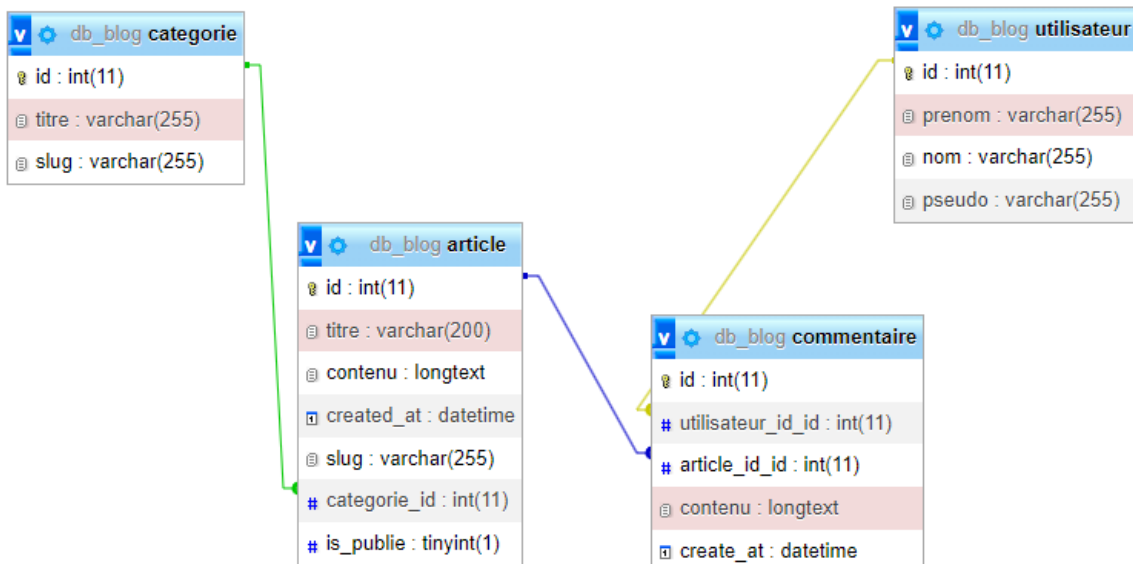 db_blog categorie
id : int(11)
titre : varchar(255)
slug : varchar(255)
db_blog utilisateur
id : int(11)
prenom : varchar(255)
nom : varchar(255)
pseudo : varchar(255)
db_blog article
id : int(11)
titre : varchar(200)
contenu : longtext
created_at : datetime
slug : varchar(255)
# categorie_id : int(11)
# is_publie : tinyint(1)
db_blog commentaire
id : int(11)
# utilisateur_id_id : int(11)
# article_id_id : int(11)
contenu : longtext
create_at : datetime